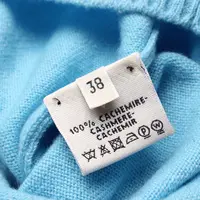 38
100% CACHEMIRE-
CASHMERE-
CACHEMIR